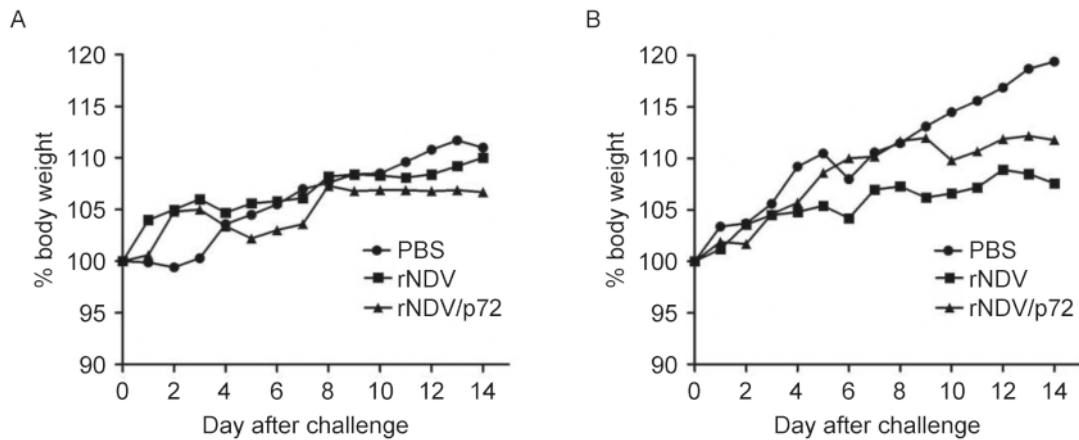 A
120
115
110
105
100
95
90
% body weight
PBS
rNDV
rNDV/p72
0 2 4 6 8 10 12 14
Day after challenge
B
120
115
110
105
100
95
90
% body weight
PBS
rNDV
rNDV/p72
0 2 4 6 8 10 12 14
Day after challenge